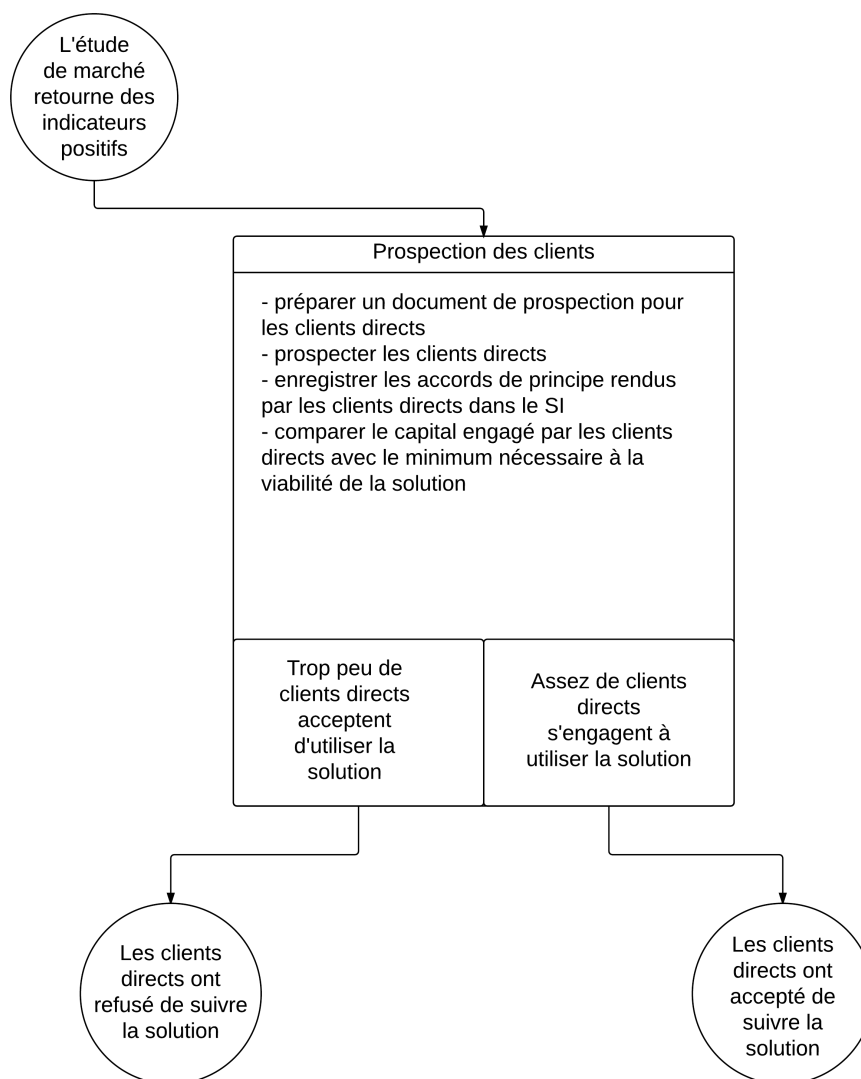 L'étude
de marché
retourne des
indicateurs
positifs
Prospection des clients
- préparer un document de prospection pour
les clients directs
- prospecter les clients directs
- enregistrer les accords de principe rendus
par les clients directs dans le SI
- comparer le capital engagé par les clients
directs avec le minimum nécessaire à la
viabilité de la solution
Trop peu de
clients directs
acceptent
d'utiliser la
solution
Assez de clients
directs
s'engagent à
utiliser la solution
Les clients
directs ont
refusé de suivre
la solution
Les clients
directs ont
accepté de
suivre la
solution